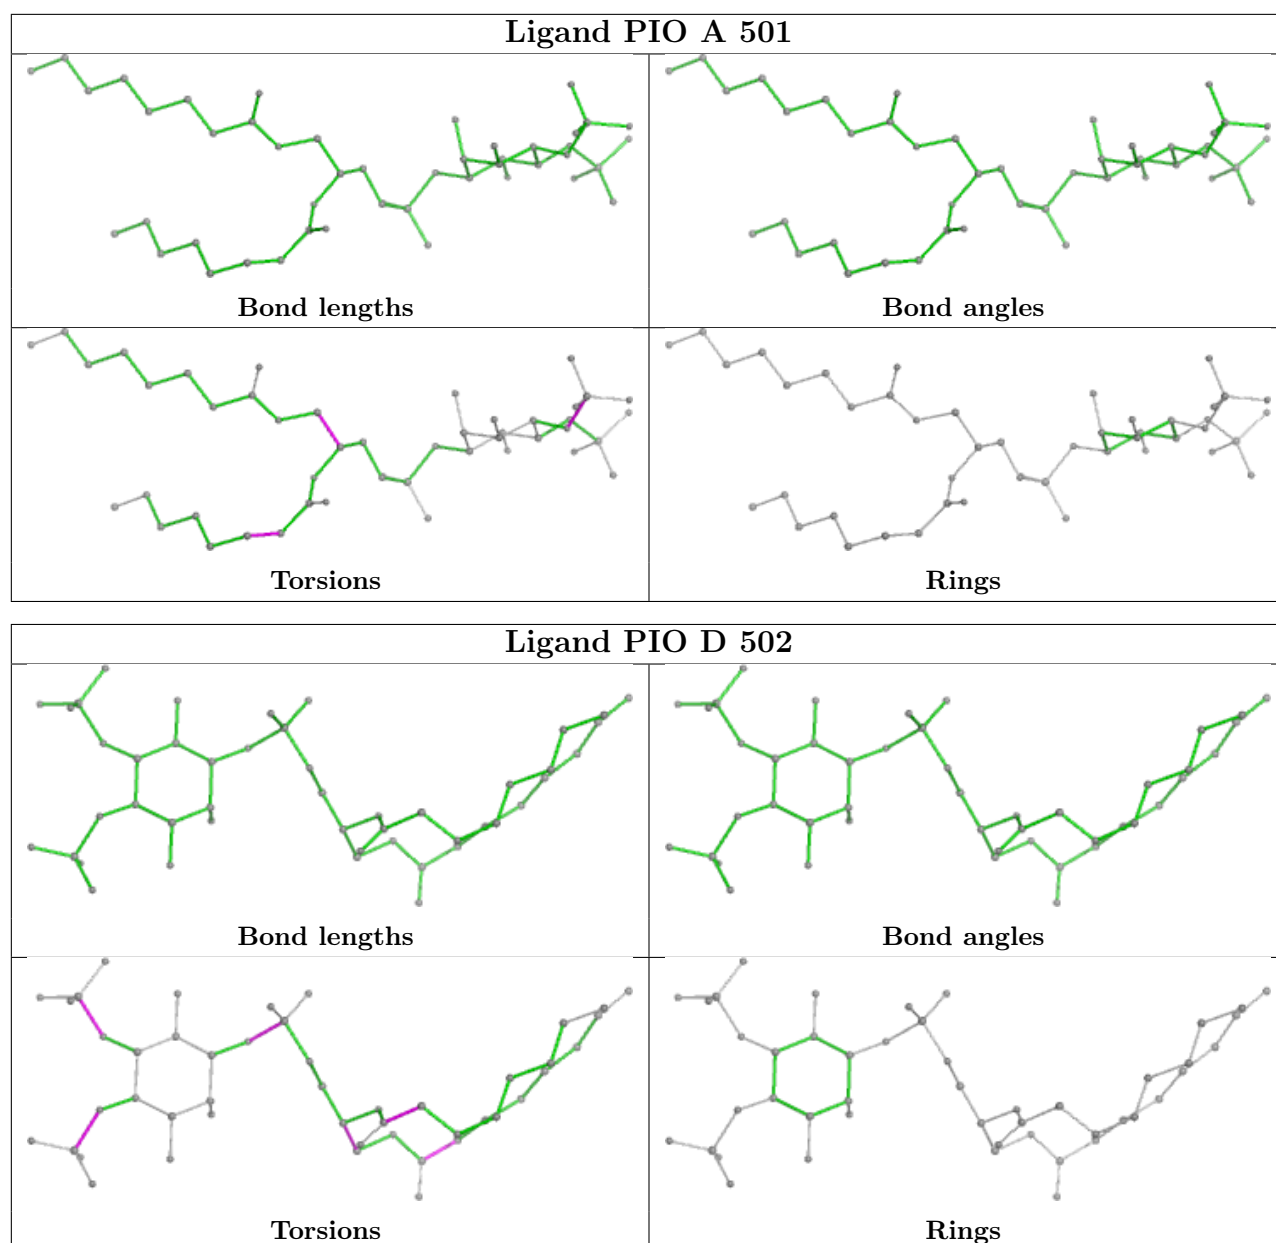 Ligand PIO A 501
Bond lengths
Bond angles
Torsions
Rings
Ligand PIO D 502
Bond lengths
Bond angles
Torsions
Rings